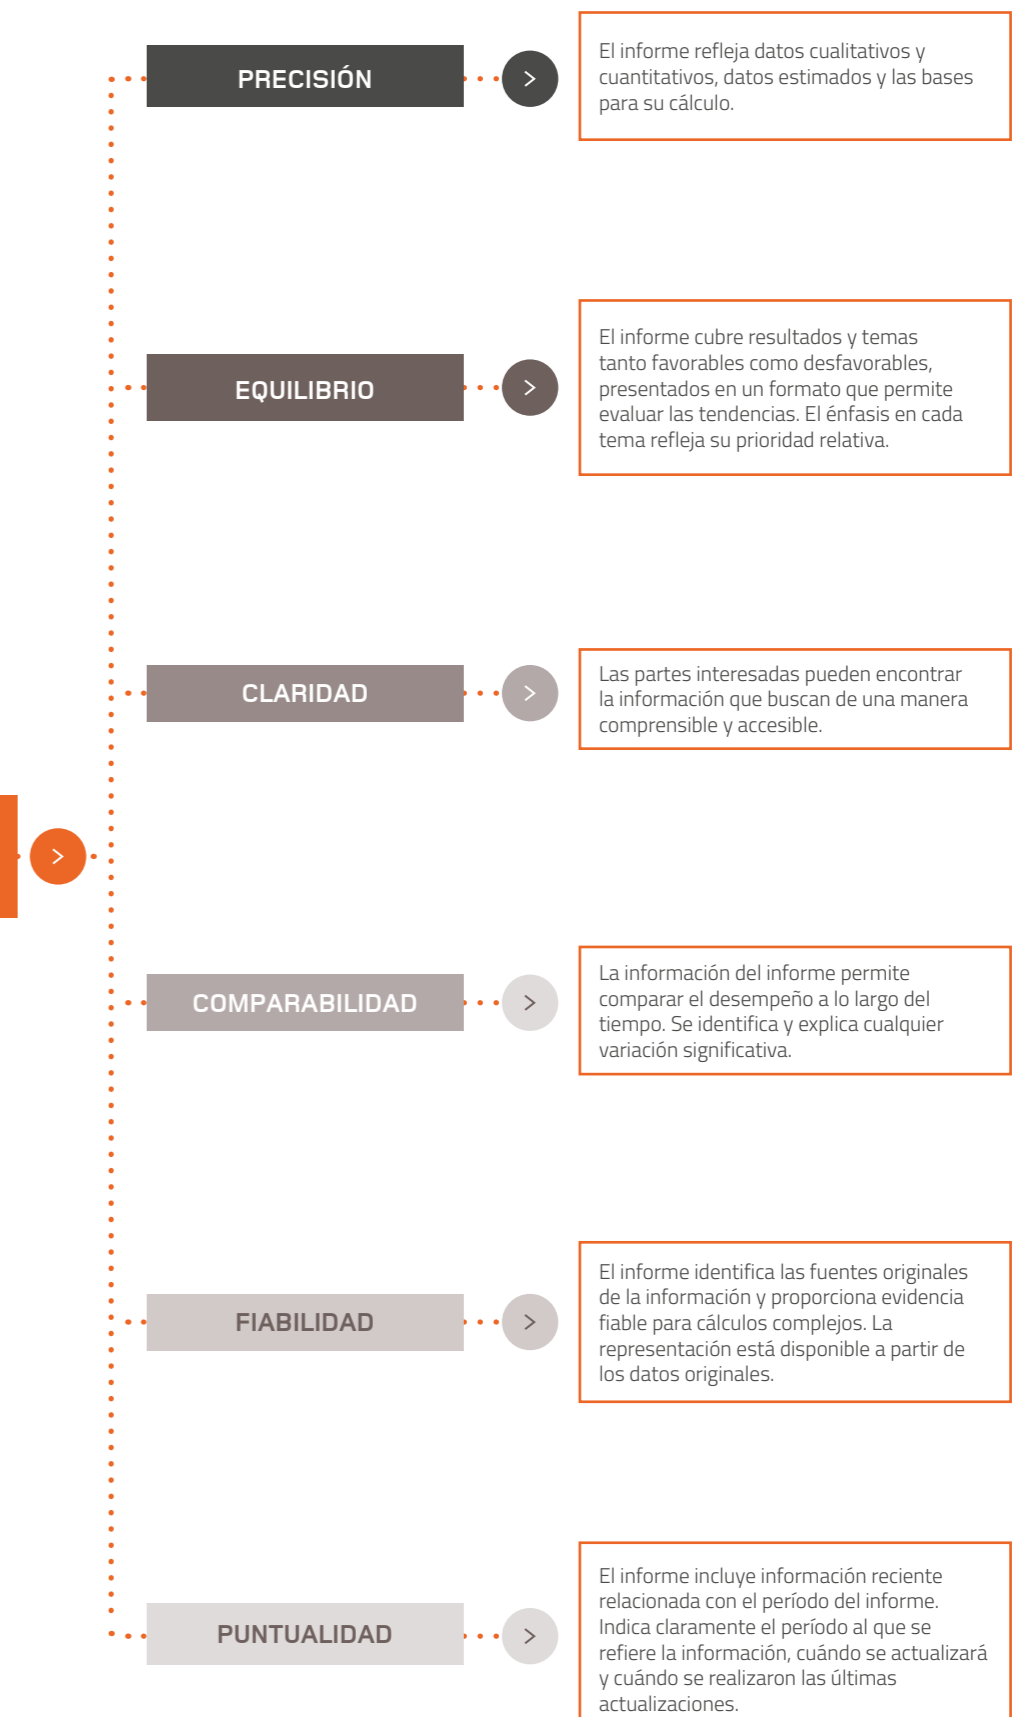 PRECISIÓN
El informe refleja datos cualitativos y
cuantitativos, datos estimados y las bases
para su cálculo.
EQUILIBRIO
El informe cubre resultados y temas
tanto favorables como desfavorables,
presentados en un formato que permite
evaluar las tendencias. El énfasis en cada
tema refleja su prioridad relativa.
CLARIDAD
Las partes interesadas pueden encontrar
la información que buscan de una manera
comprensible y accesible.
COMPARABILIDAD
La información del informe permite
comparar el desempeño a lo largo del
tiempo. Se identifica y explica cualquier
variación significativa.
FIABILIDAD
El informe identifica las fuentes originales
de la información y proporciona evidencia
fiable para cálculos complejos. La
representación está disponible a partir de
los datos originales.
PUNTUALIDAD
El informe incluye información reciente
relacionada con el período del informe.
Indica claramente el período al que se
refiere la información, cuándo se actualizará
y cuándo se realizaron las últimas
actualizaciones.